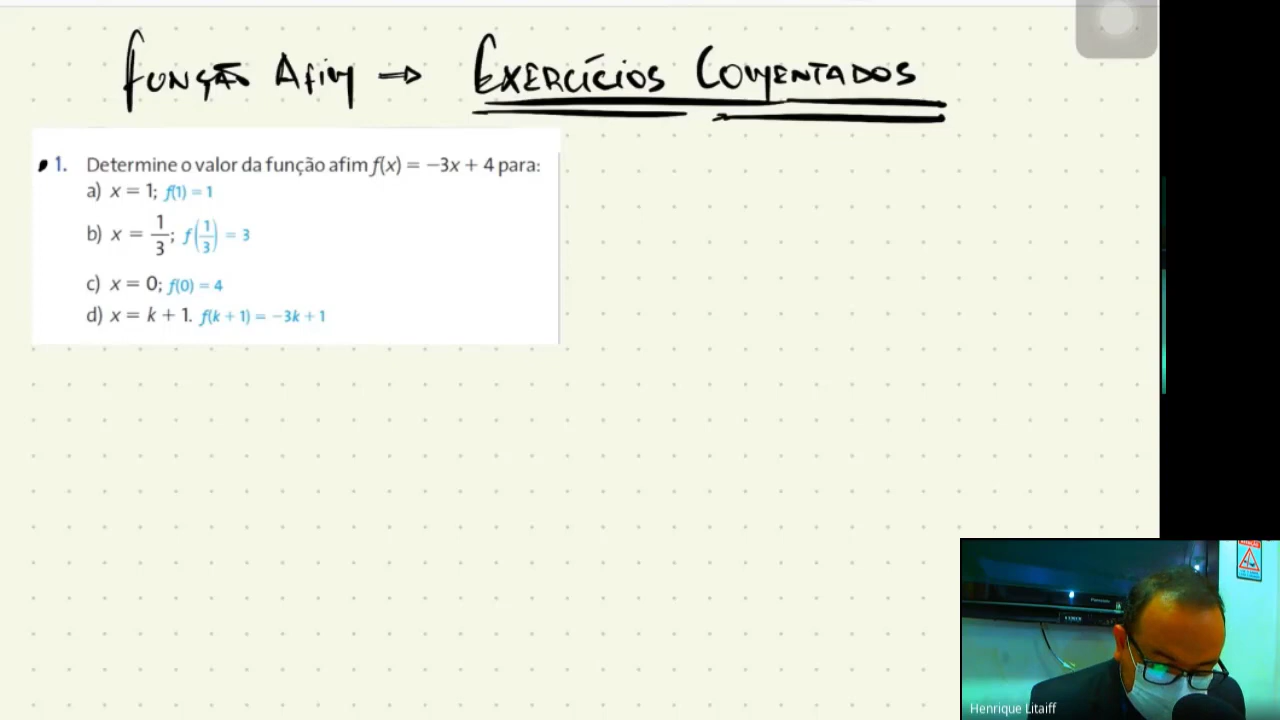 Função Afim ⇒ Exercícios Comentados
1. Determine o valor da função afim f(x) = −3x + 4 para:
a) x = 1; f(1) = 1
b) x = 1/3; f(1/3) = 3
c) x = 0; f(0) = 4
d) x = k + 1. f(k + 1) = −3k + 1
Henrique Litaiff